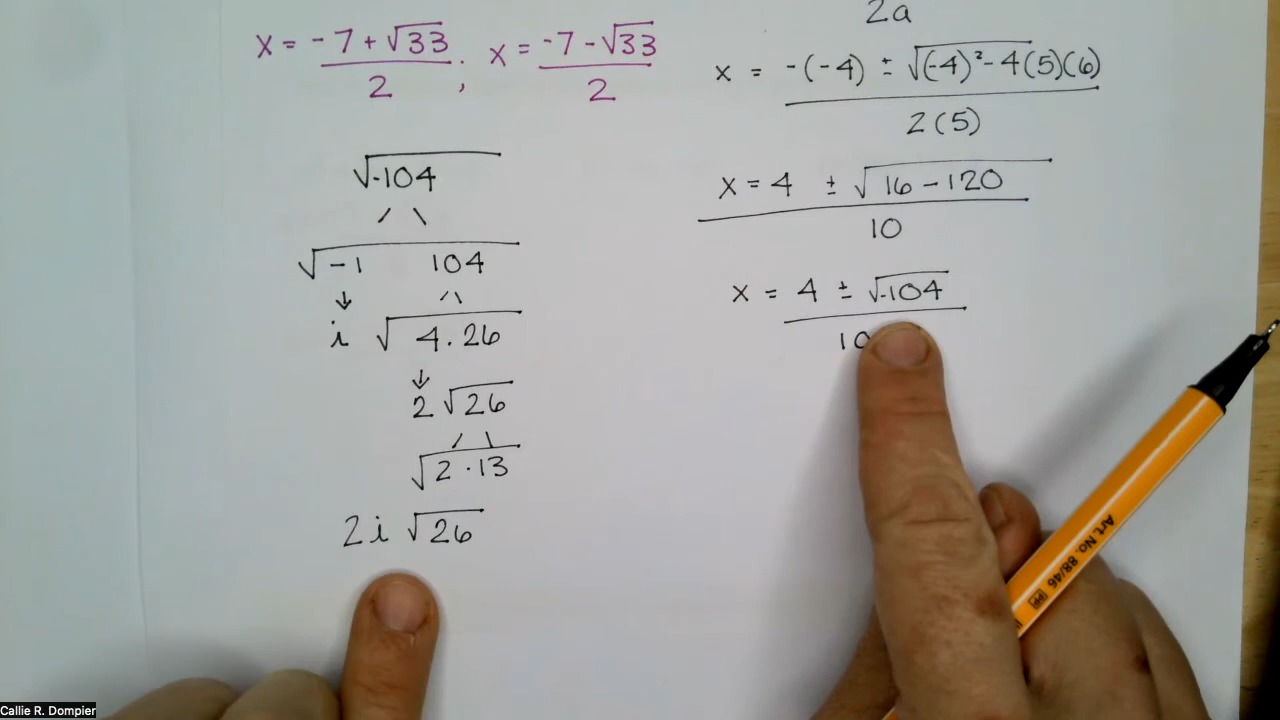 x = -7 + √33 / 2 ; x = -7 - √33 / 2
√-104
√-1 104
i √4 . 26
2 √26
√2 · 13
2i √26
2a
x = -(-4) ± √(-4)² - 4(5)(6)
2(5)
x = 4 ± √16 - 120
10
x = 4 ± √-104
10
Art. No. 88/46
Callie R. Dompier